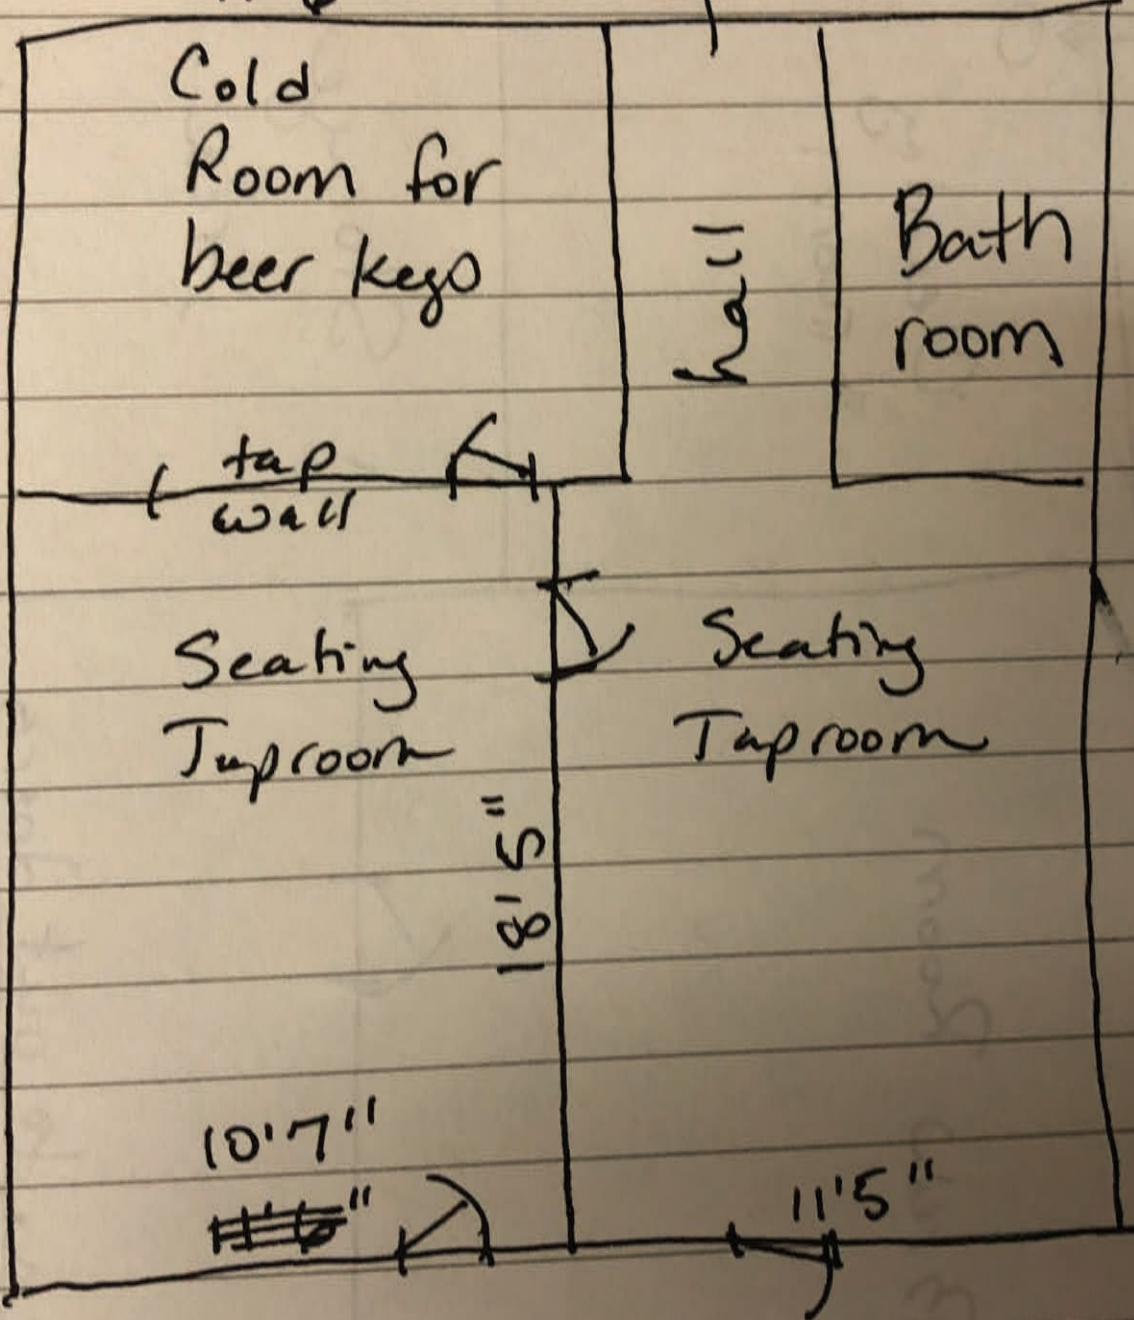 Cold
Room for
beer kegs
hall
Bath
room
tap
wall
Seating
Taproom
Seating
Taproom
18'5"
10'7"
11'5"